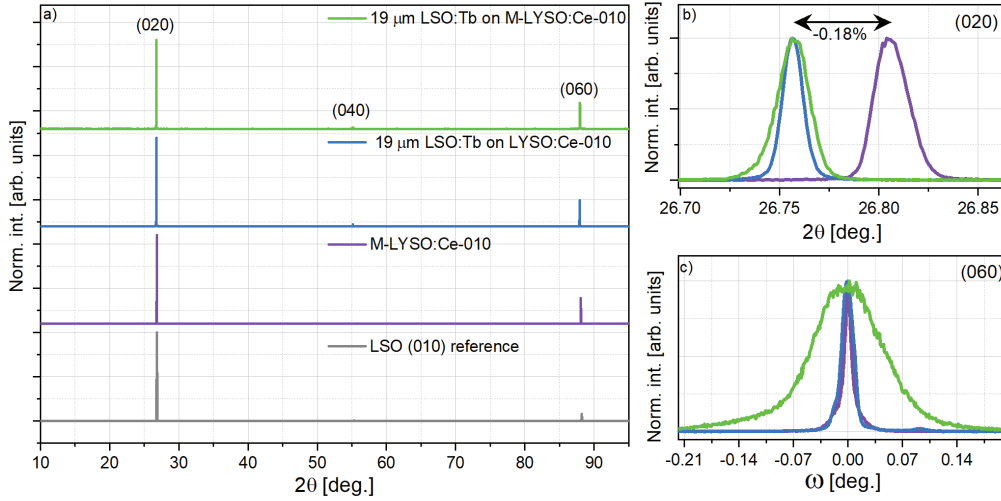 a)
19 μm LSO:Tb on M-LYSO:Ce-010
(020)
(040)
(060)
19 μm LSO:Tb on LYSO:Ce-010
M-LYSO:Ce-010
LSO (010) reference
Norm. int. [arb. units]
10 20 30 40 50 60 70 80 90
2θ [deg.]
b)
(020)
-0.18%
Norm. int. [arb. units]
26.70 26.75 26.80 26.85
2θ [deg.]
c)
(060)
Norm. int. [arb. units]
-0.21 -0.14 -0.07 0.00 0.07 0.14
ω [deg.]